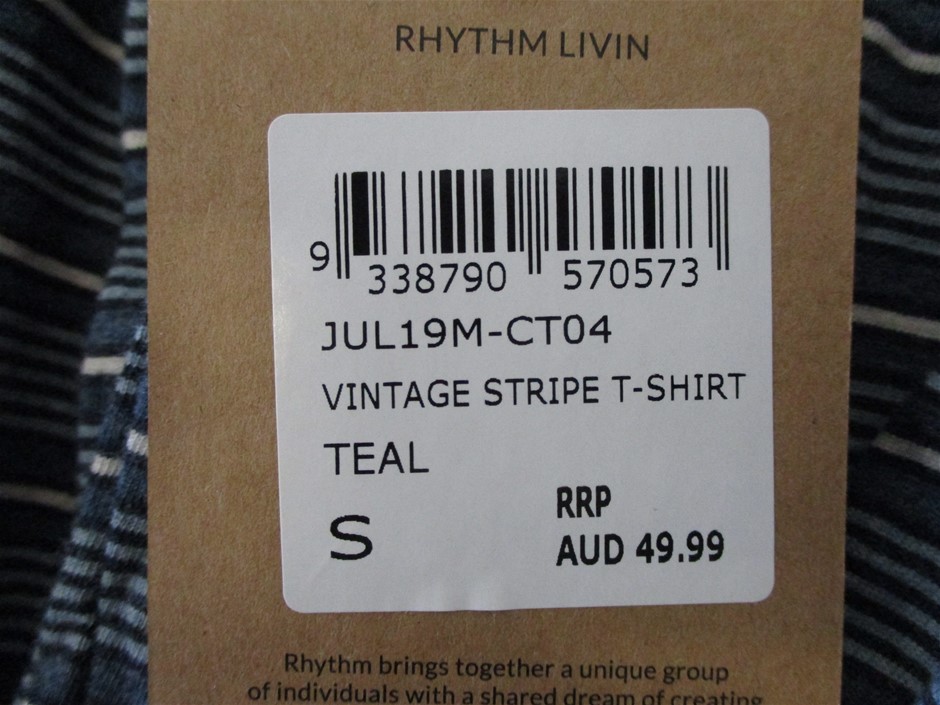 RHYTHM LIVIN
9 338790 570573
JUL19M-CT04
VINTAGE STRIPE T-SHIRT
TEAL
S
RRP
AUD 49.99
Rhythm brings together a unique group
of individuals with a shared dream of creating